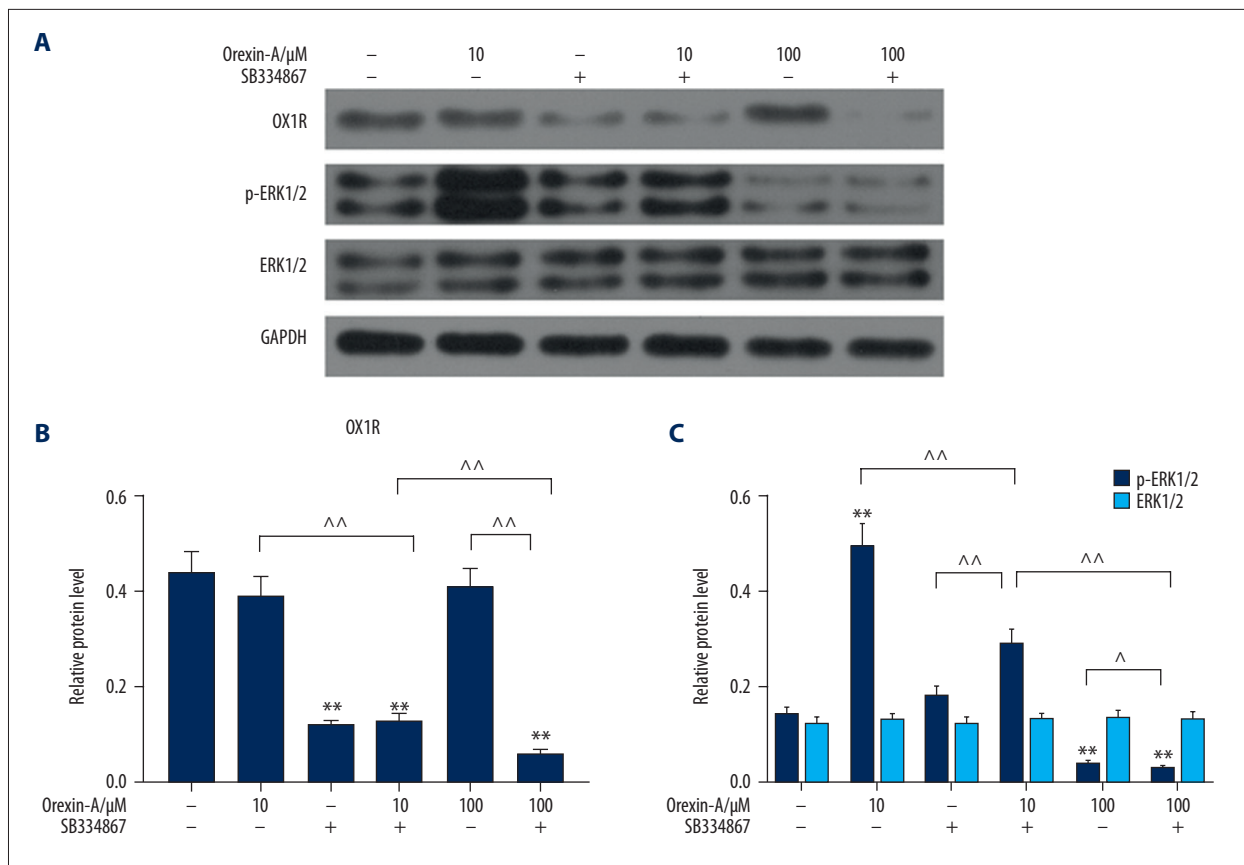 A
Orexin-A/µM – 10 – 10 100 100
SB334867 – – + + – +
OX1R
p-ERK1/2
ERK1/2
GAPDH
B
OX1R
^^
^^
^^
0.6
0.4
0.2
0.0
Relative protein level
** ** **
Orexin-A/µM – 10 – 10 100 100
SB334867 – – + + – +
C
p-ERK1/2
ERK1/2
^^
**
^^
^^
^
** **
0.6
0.4
0.2
0.0
Relative protein level
Orexin-A/µM – 10 – 10 100 100
SB334867 – – + + – +